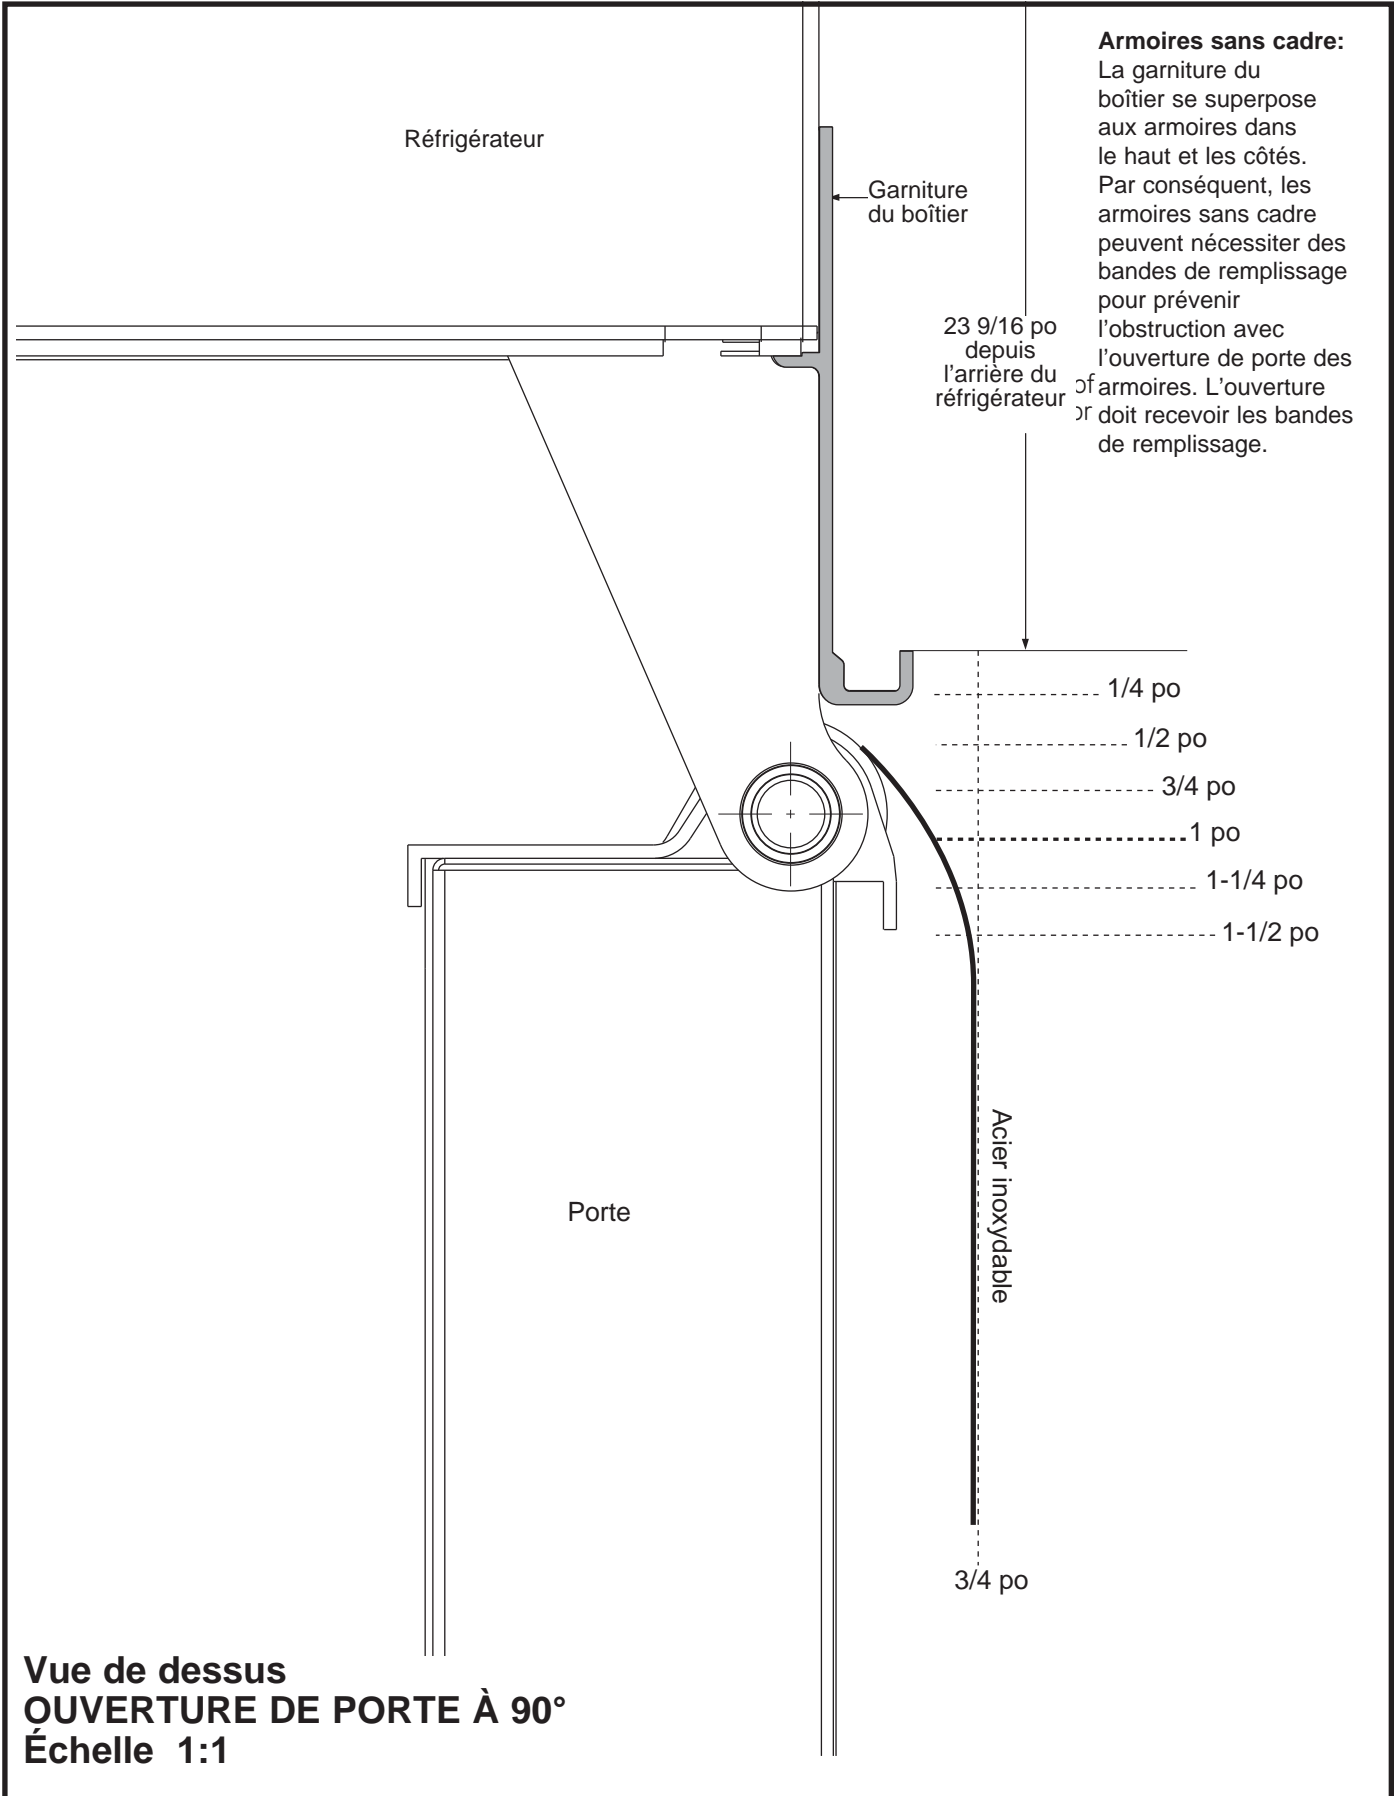 Armoires sans cadre:
La garniture du
boîtier se superpose
aux armoires dans
le haut et les côtés.
Par conséquent, les
armoires sans cadre
peuvent nécessiter des
bandes de remplissage
pour prévenir
l'obstruction avec
l'ouverture de porte des
armoires. L'ouverture
doit recevoir les bandes
de remplissage.
Réfrigérateur
Garniture
du boîtier
23 9/16 po
depuis
l'arrière du
réfrigérateur
of
or
1/4 po
1/2 po
3/4 po
1 po
1-1/4 po
1-1/2 po
Acier inoxydable
Porte
3/4 po
Vue de dessus
OUVERTURE DE PORTE À 90°
Échelle 1:1